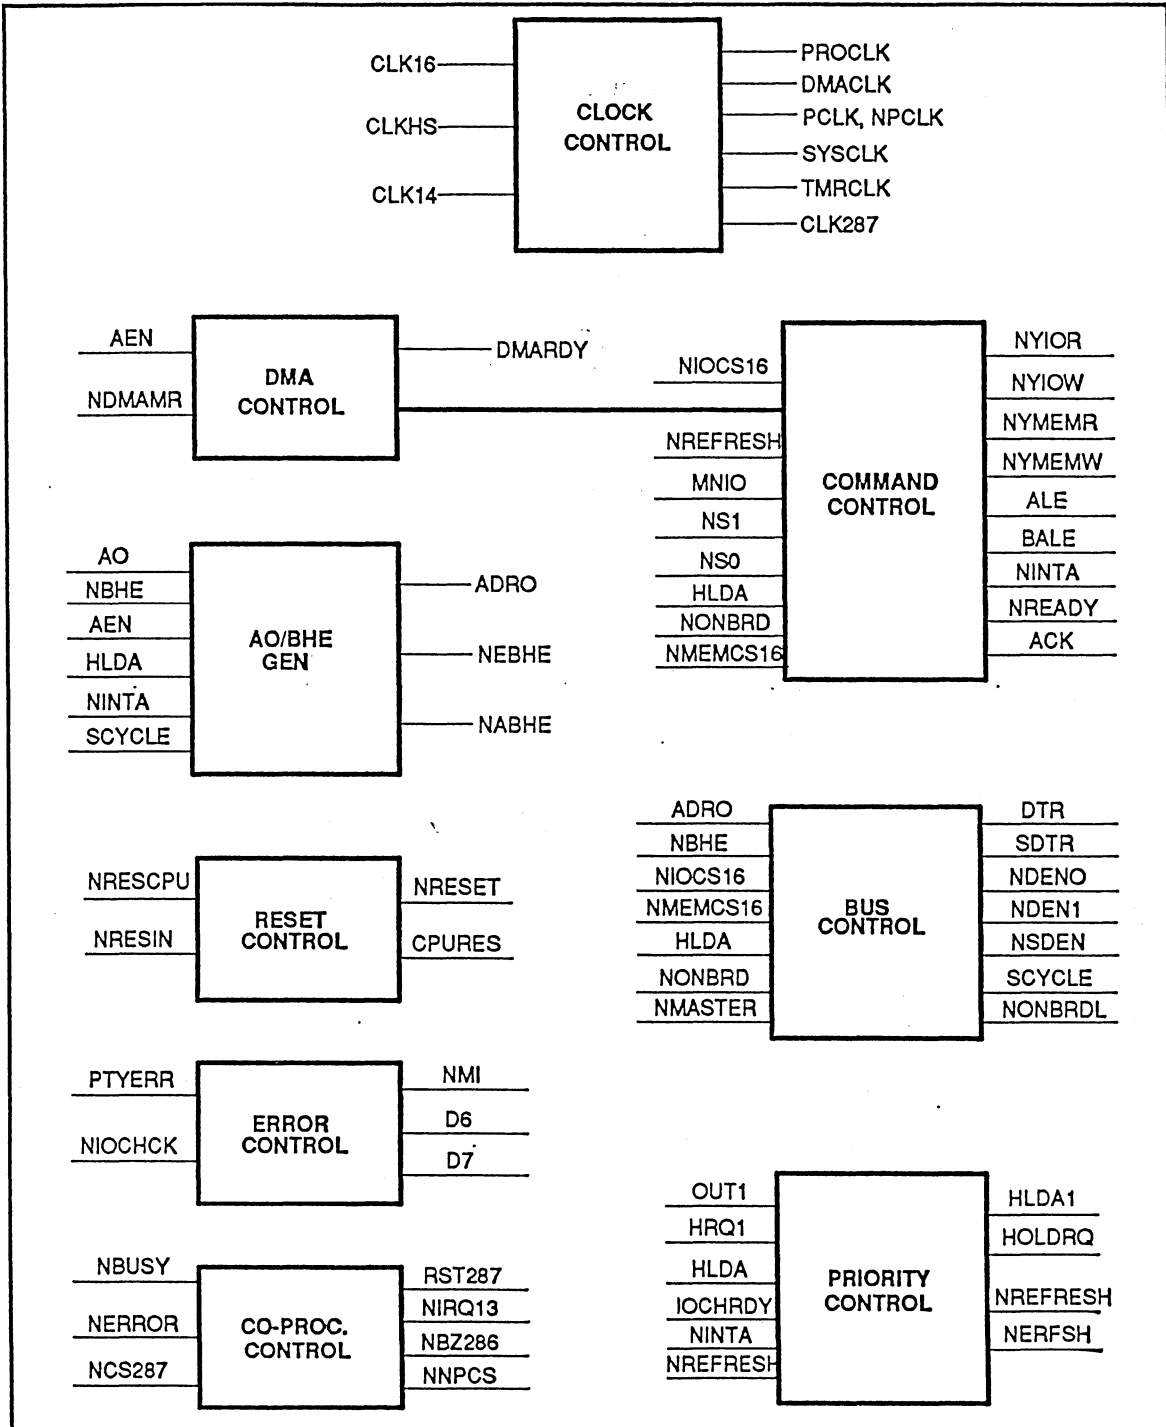 CLK16
CLKHS
CLK14
CLOCK
CONTROL
PROCLK
DMACLK
PCLK, NPCLK
SYSCLK
TMRCLK
CLK287
AEN
NDMAMR
DMA
CONTROL
DMARDY
NIOCS16
NREFRESH
MNIO
NS1
NS0
HLDA
NONBRD
NMEMCS16
COMMAND
CONTROL
NYIOR
NYIOW
NYMEMR
NYMEMW
ALE
BALE
NINTA
NREADY
ACK
AO
NBHE
AEN
HLDA
NINTA
SCYCLE
AO/BHE
GEN
ADRO
NEBHE
NABHE
ADRO
NBHE
NIOCS16
NMEMCS16
HLDA
NONBRD
NMASTER
BUS
CONTROL
DTR
SDTR
NDENO
NDEN1
NSDEN
SCYCLE
NONBRDL
NRESCPU
NRESIN
RESET
CONTROL
NRESET
CPURES
PTYERR
NIOCHCK
ERROR
CONTROL
NMI
D6
D7
OUT1
HRQ1
HLDA
IOCHRDY
NINTA
NREFRESH
PRIORITY
CONTROL
HLDA1
HOLDRQ
NREFRESH
NERFSH
NBUSY
NERROR
NCS287
CO-PROC.
CONTROL
RST287
NIRQ13
NBZ286
NNPCS